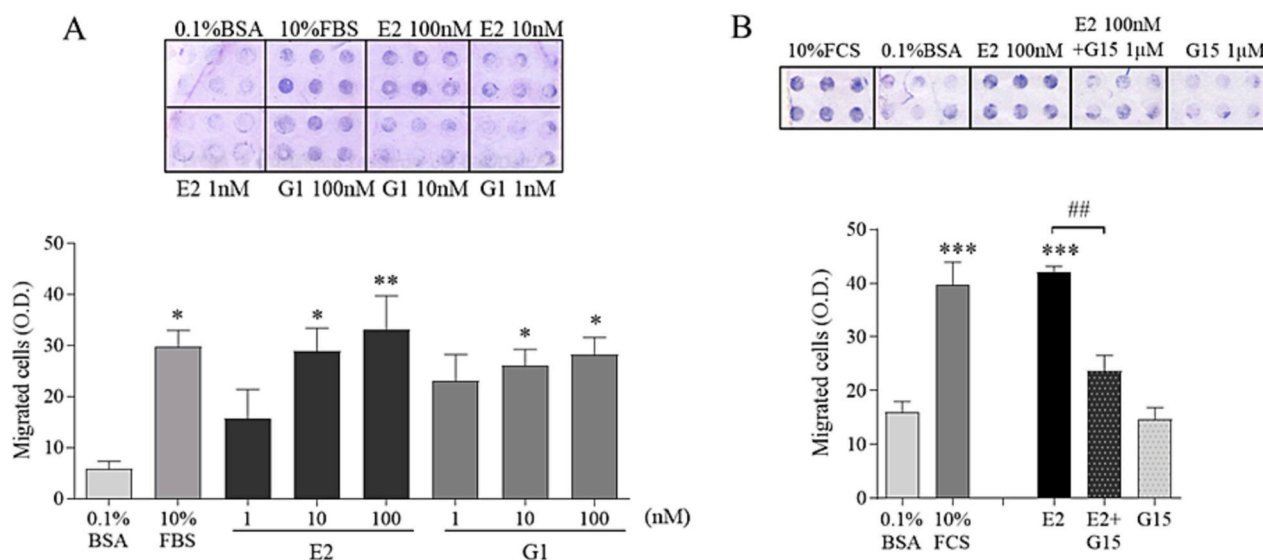 A
0.1%BSA 10%FBS E2 100nM E2 10nM
E2 1nM G1 100nM G1 10nM G1 1nM
Migrated cells (O.D.)
50
40
30
20
10
0
* * ** * *
0.1% BSA
10% FBS
1 10 100 1 10 100 (nM)
E2 G1
B
E2 100nM
10%FCS 0.1%BSA E2 100nM +G15 1μM G15 1μM
Migrated cells (O.D.)
50
40
30
20
10
0
##
*** ***
0.1% BSA
10% FCS
E2
E2+ G15
G15